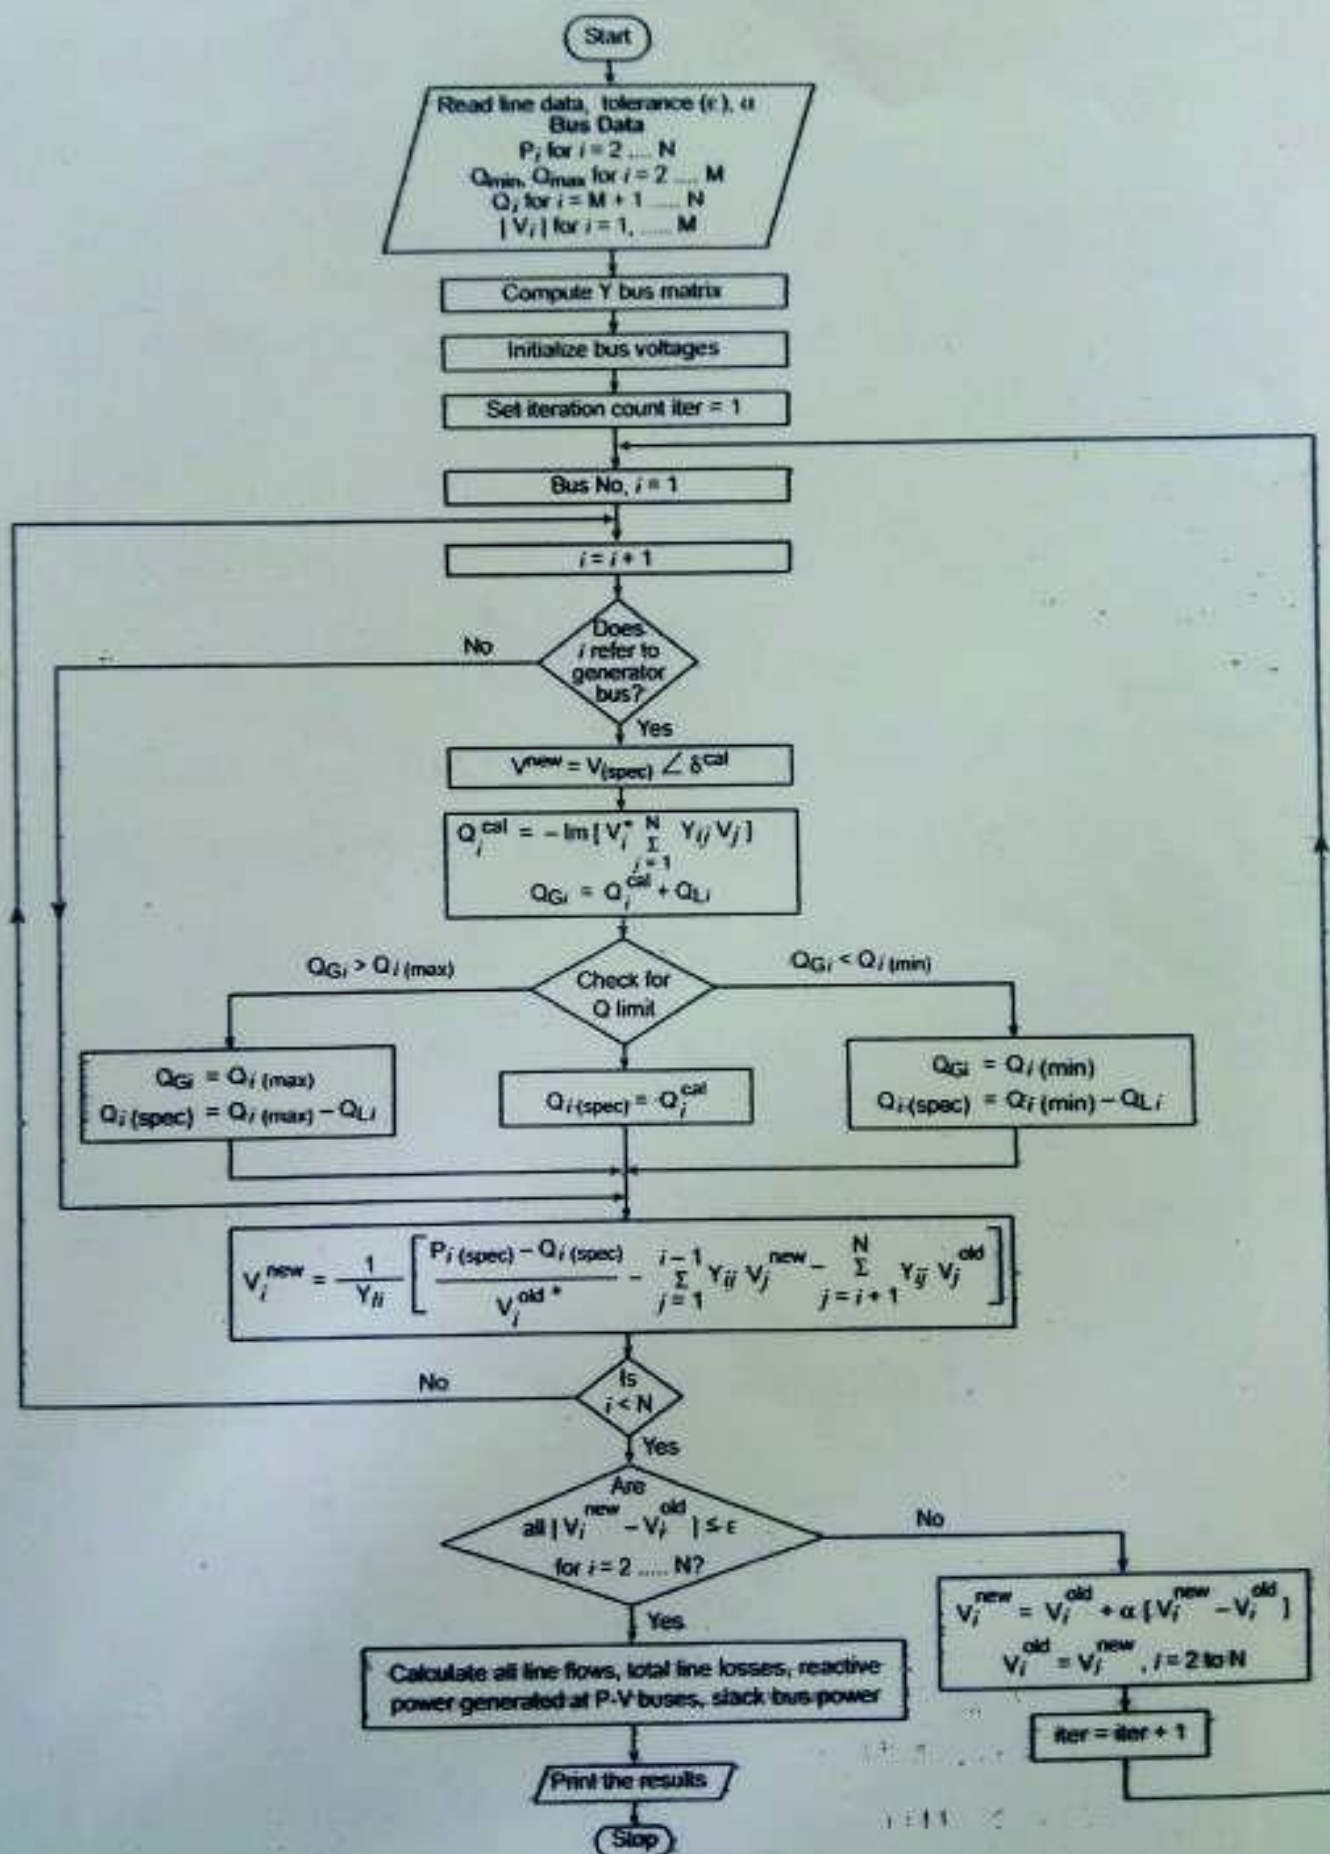 Start
Read line data, tolerance (ε), α
Bus Data
P_i for i = 2 .... N
Q_min, Q_max for i = 2 .... M
Q_i for i = M + 1 ..... N
| V_i | for i = 1, ..... M
Compute Y bus matrix
Initialize bus voltages
Set iteration count iter = 1
Bus No, i = 1
i = i + 1
Does
i refer to
generator
bus?
No
Yes
V^new = V_(spec) ∠ δ^cal
Q_i^cal = – Im [ V_i^* Σ_{i = 1}^{N} Y_ij V_j ]
Q_Gi = Q_i^cal + Q_Li
Q_Gi > Q_i (max)
Check for
Q limit
Q_Gi < Q_i (min)
Q_Gi = Q_i (max)
Q_i (spec) = Q_i (max) – Q_Li
Q_i (spec) = Q_i^cal
Q_Gi = Q_i (min)
Q_i (spec) = Q_i (min) – Q_Li
V_i^new = 1 / Y_ii [ (P_i (spec) – Q_i (spec)) / V_i^old * – Σ_{j = 1}^{i – 1} Y_ij V_j^new – Σ_{j = i + 1}^{N} Y_ij V_j^old ]
Is
i < N
No
Yes
Are
all | V_i^new – V_i^old | ≤ ε
for i = 2 ..... N?
No
Yes
V_i^new = V_i^old + α [ V_i^new – V_i^old ]
V_i^old = V_i^new , i = 2 to N
iter = iter + 1
Calculate all line flows, total line losses, reactive
power generated at P-V buses, slack bus power
Print the results
Stop